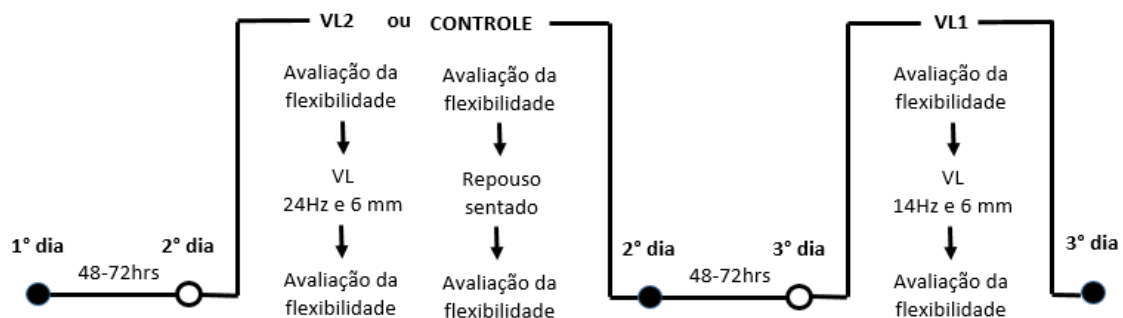 VL2 ou CONTROLE
Avaliação da
flexibilidade
VL
24Hz e 6 mm
Avaliação da
flexibilidade
Avaliação da
flexibilidade
Repouso
sentado
Avaliação da
flexibilidade
VL1
Avaliação da
flexibilidade
VL
14Hz e 6 mm
Avaliação da
flexibilidade
1° dia
48-72hrs
2° dia
2° dia
48-72hrs
3° dia
3° dia